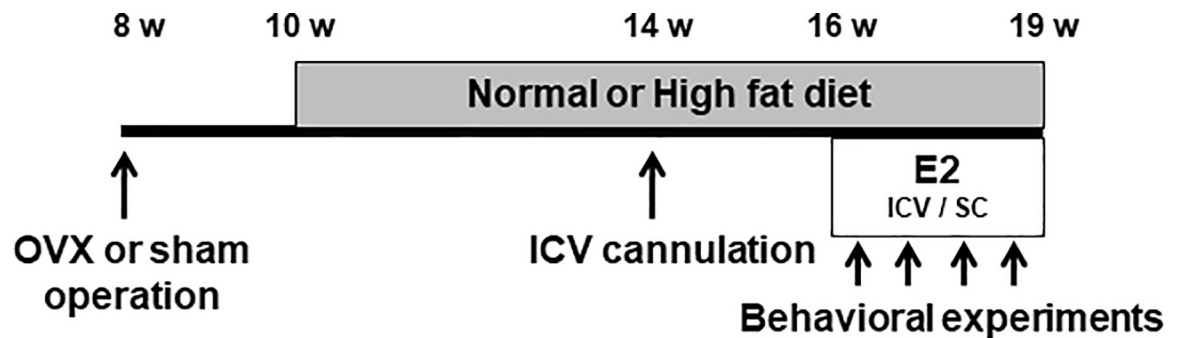 8 w 10 w 14 w 16 w 19 w
Normal or High fat diet
E2
ICV / SC
OVX or sham
operation
ICV cannulation
Behavioral experiments